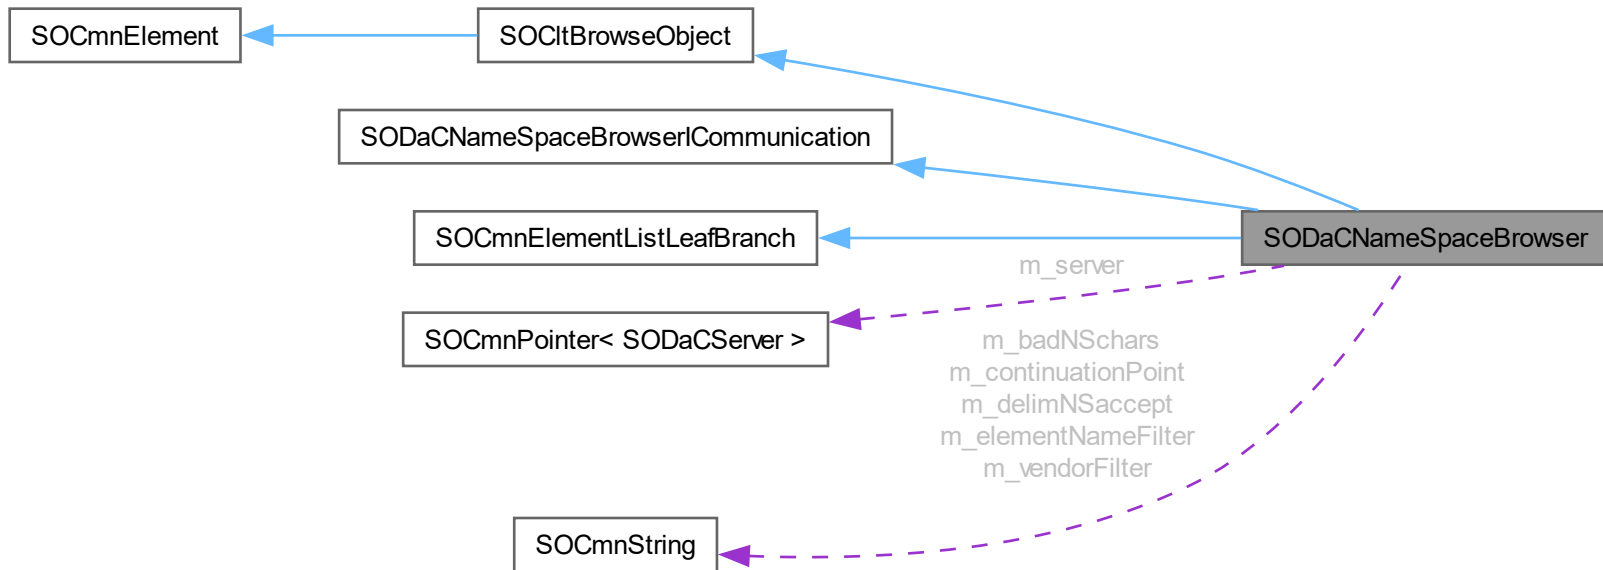 SOCmnElement
SOCltBrowseObject
SODaCNameSpaceBrowserICommunication
SOCmnElementListLeafBranch
SODaCNameSpaceBrowser
m_server
SOCmnPointer< SODaCServer >
m_badNSchars
m_continuationPoint
m_delimNSaccept
m_elementNameFilter
m_vendorFilter
SOCmnString